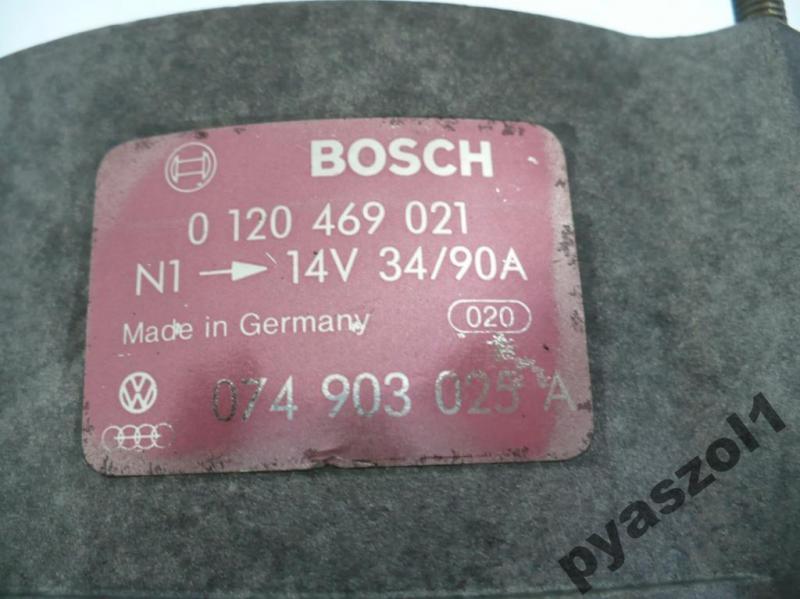 BOSCH
0 120 469 021
N1 → 14V 34/90A
Made in Germany 020
074 903 025 A
pyaszol1